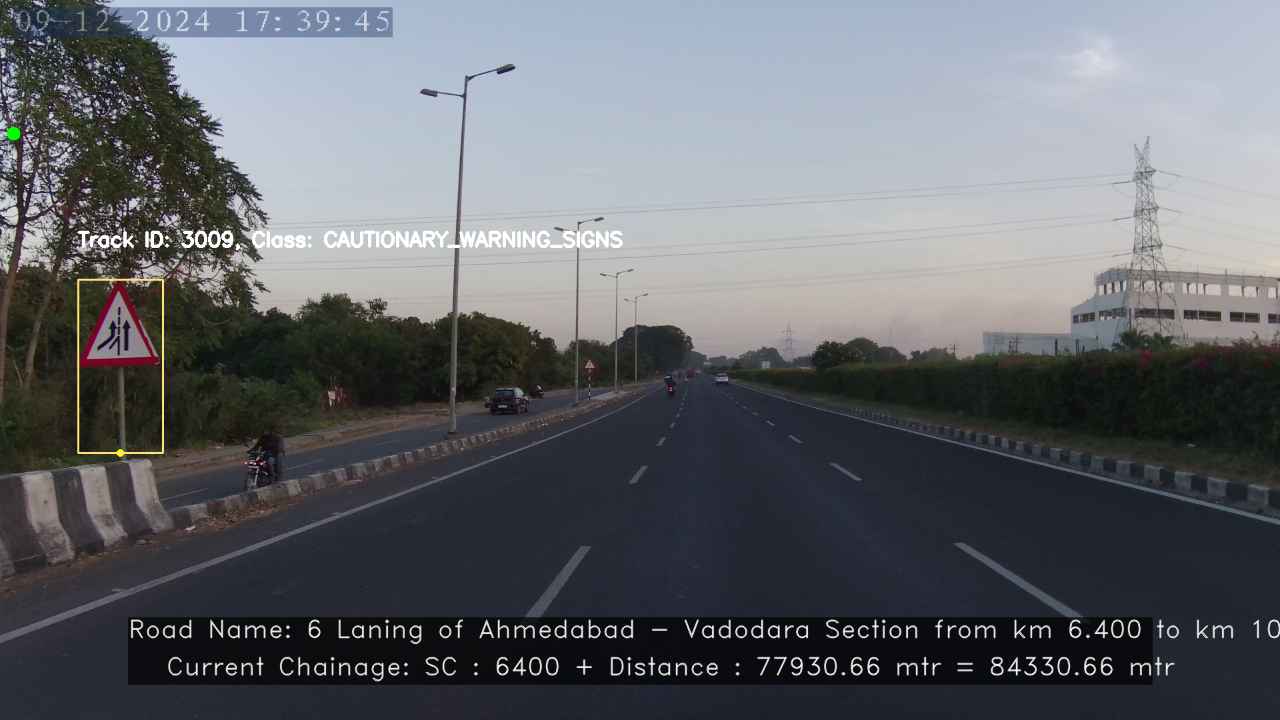 09-12-2024 17:39:45
Track ID: 3009, Class: CAUTIONARY_WARNING_SIGNS
Road Name: 6 Laning of Ahmedabad - Vadodara Section from km 6.400 to km 10
Current Chainage: SC : 6400 + Distance : 77930.66 mtr = 84330.66 mtr